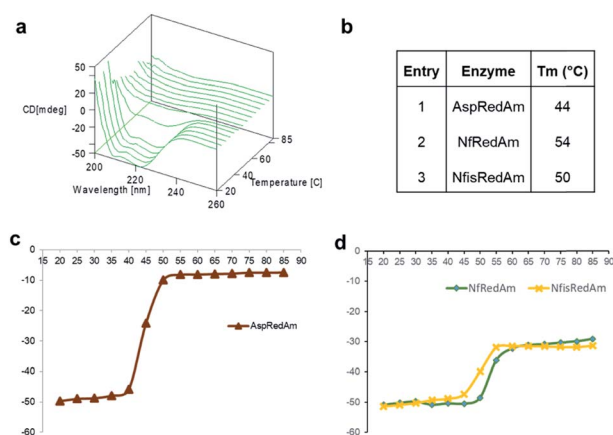 a
50
20
CD[mdeg]
0
-20
-50
200
220
240
260
Wavelength [nm]
20
40
60
85
Temperature [C]
b
Entry Enzyme Tm (°C)
1 AspRedAm 44
2 NfRedAm 54
3 NfisRedAm 50
c
0
15 20 25 30 35 40 45 50 55 60 65 70 75 80 85 90
-10
-20
-30
-40
-50
-60
AspRedAm
d
0
15 20 25 30 35 40 45 50 55 60 65 70 75 80 85 90
NfRedAm NfisRedAm
-10
-20
-30
-40
-50
-60